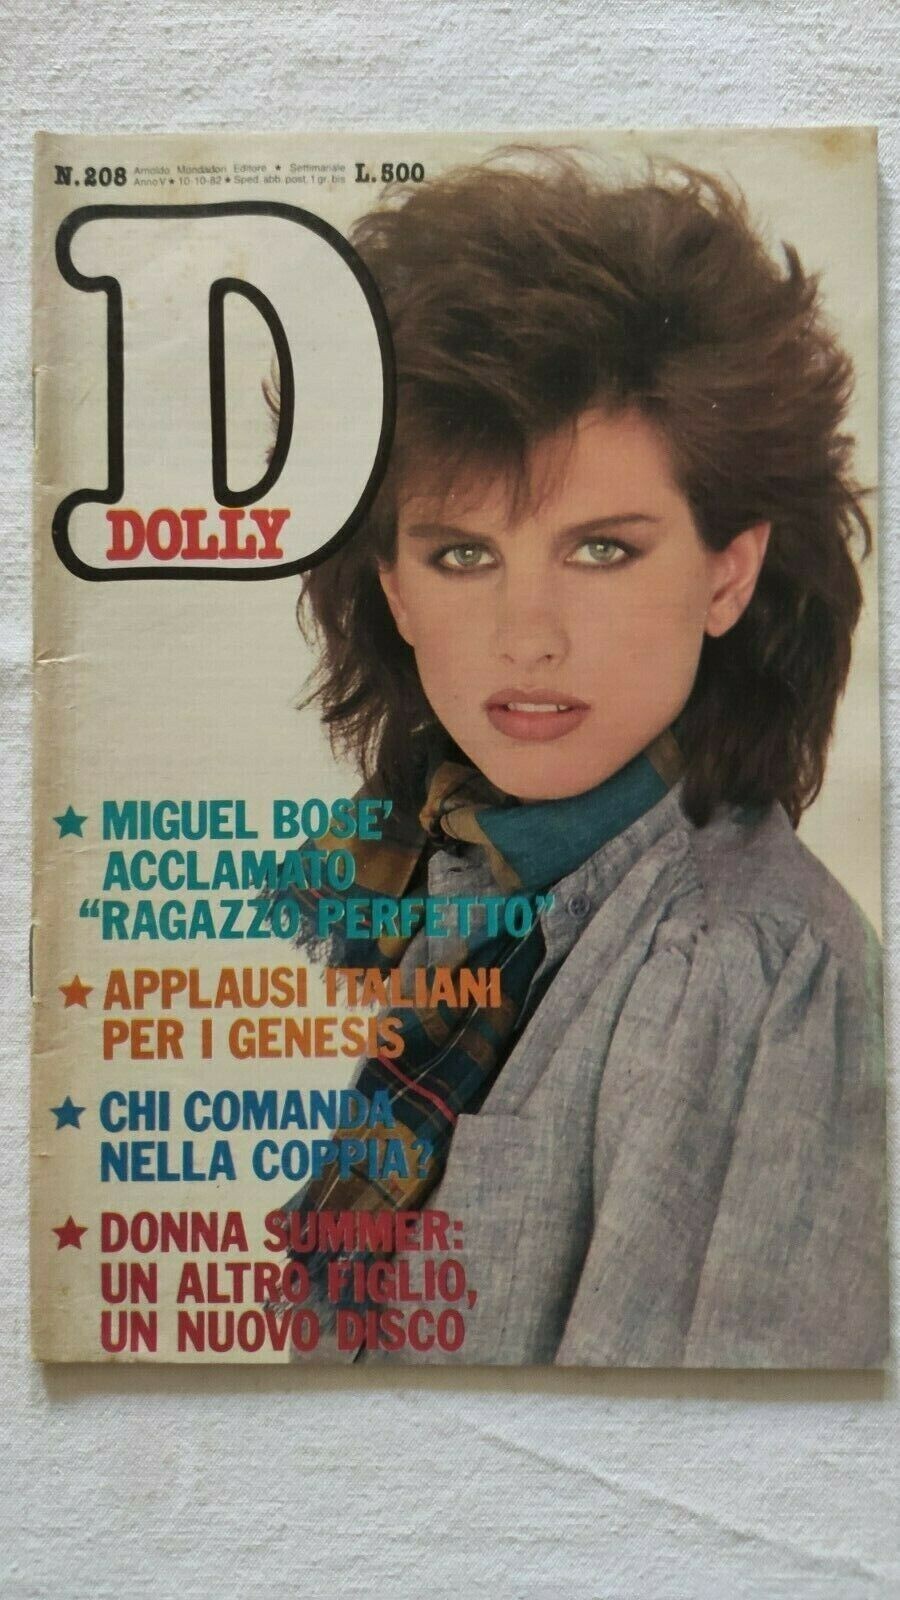 N.208 Arnoldo Mondadori Editore ★ Settimanale L.500
Anno V ★ 10-10-82 ★ Sped. abb. post. 1 gr. bis
D
DOLLY
★ MIGUEL BOSE'
ACCLAMATO
"RAGAZZO PERFETTO"
★ APPLAUSI ITALIANI
PER I GENESIS
★ CHI COMANDA
NELLA COPPIA?
★ DONNA SUMMER:
UN ALTRO FIGLIO,
UN NUOVO DISCO